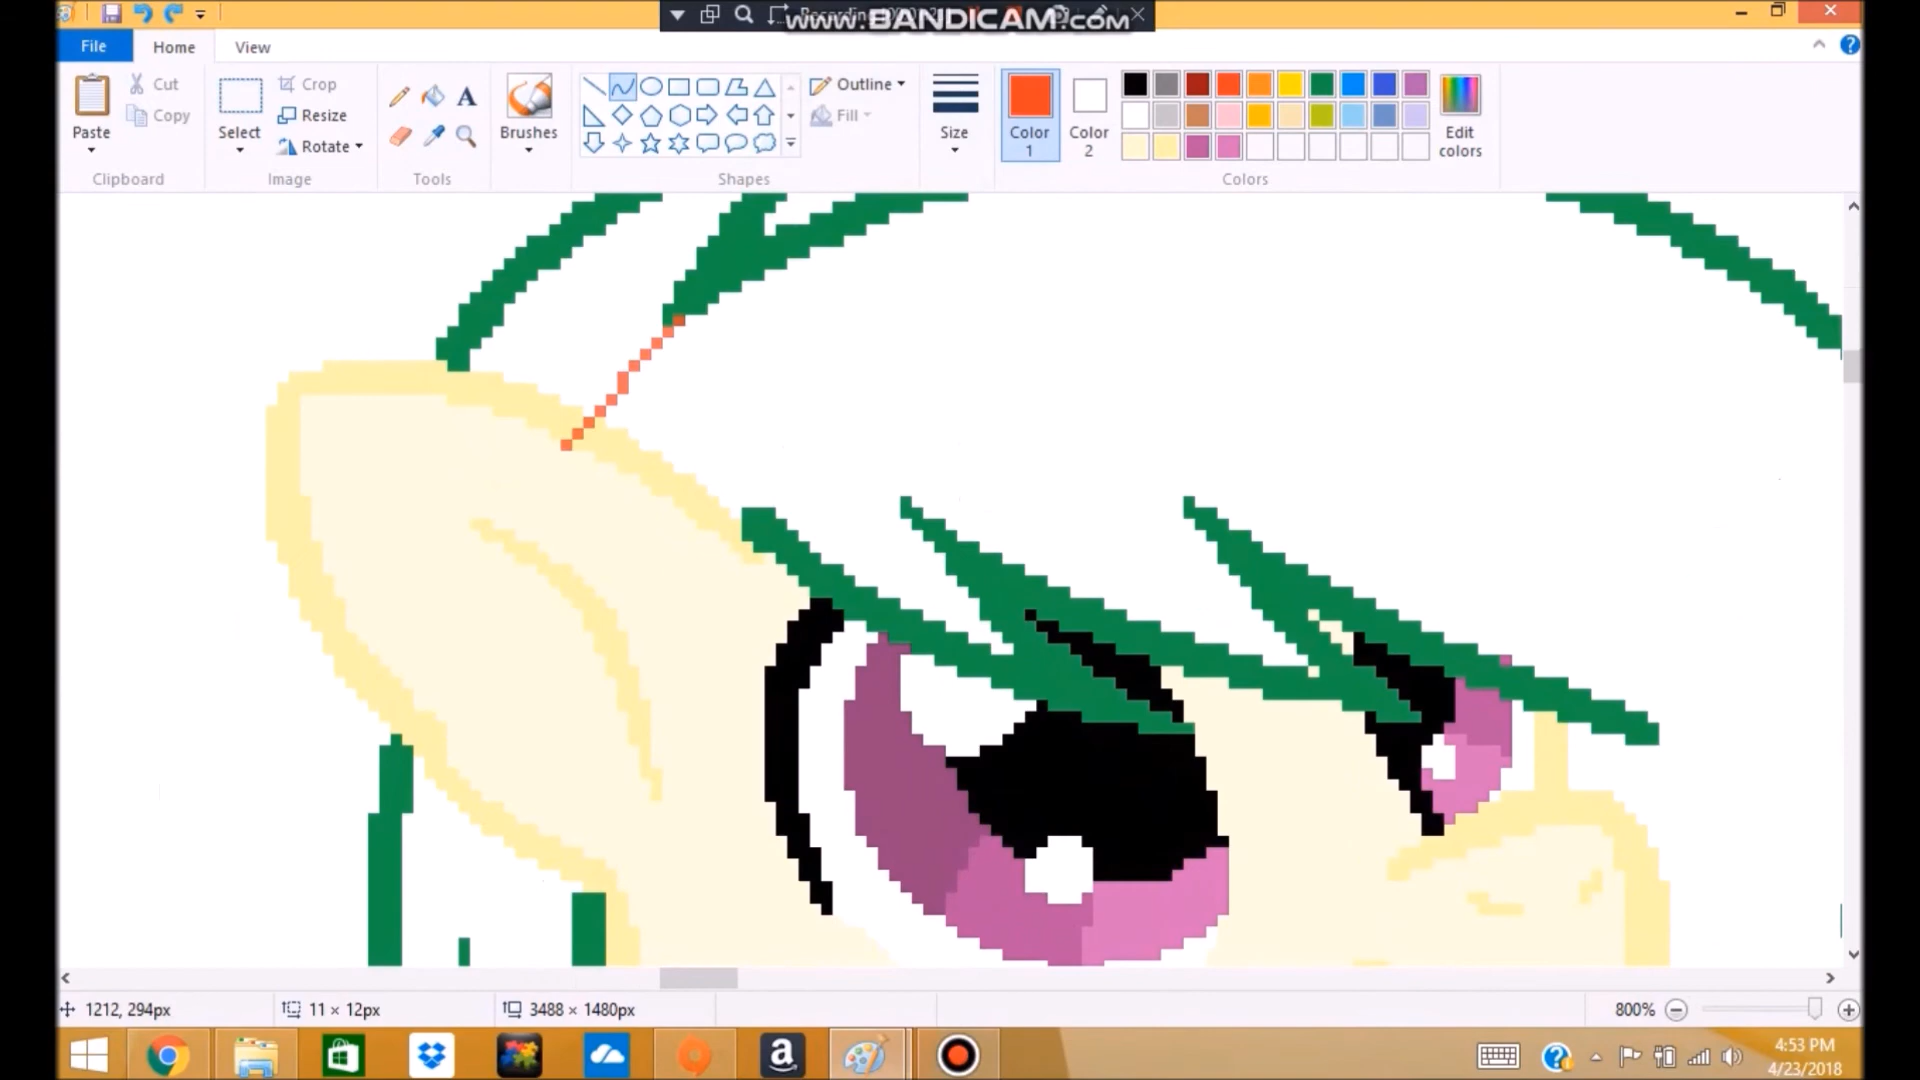 www.BANDICAM.com
File Home View
Cut
Copy
Paste
Clipboard
Select
Crop
Resize
Rotate
Image
A
Tools
Brushes
Outline
Fill
Shapes
Size
Color
1
Color
2
Edit
colors
Colors
1212, 294px
11 × 12px
3488 × 1480px
800%
4:53 PM
4/23/2018